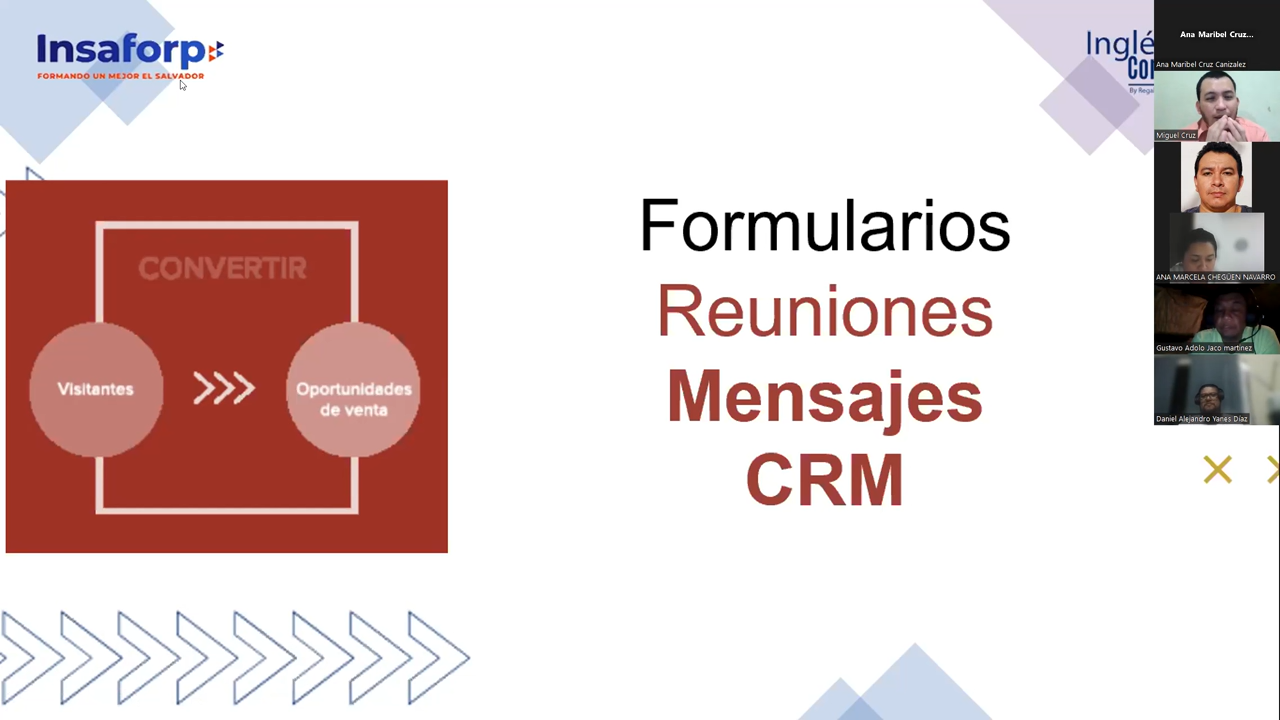 Insaforp
FORMANDO UN MEJOR EL SALVADOR
CONVERTIR
Visitantes
Oportunidades
de venta
Formularios
Reuniones
Mensajes
CRM
Ana Maribel Cruz...
Ana Maribel Cruz Canizalez
Miguel Cruz
ANA MARCELA CHEGÜEN NAVARRO
Gustavo Adolo Jaco martinez
Daniel Alejandro Yanes Díaz